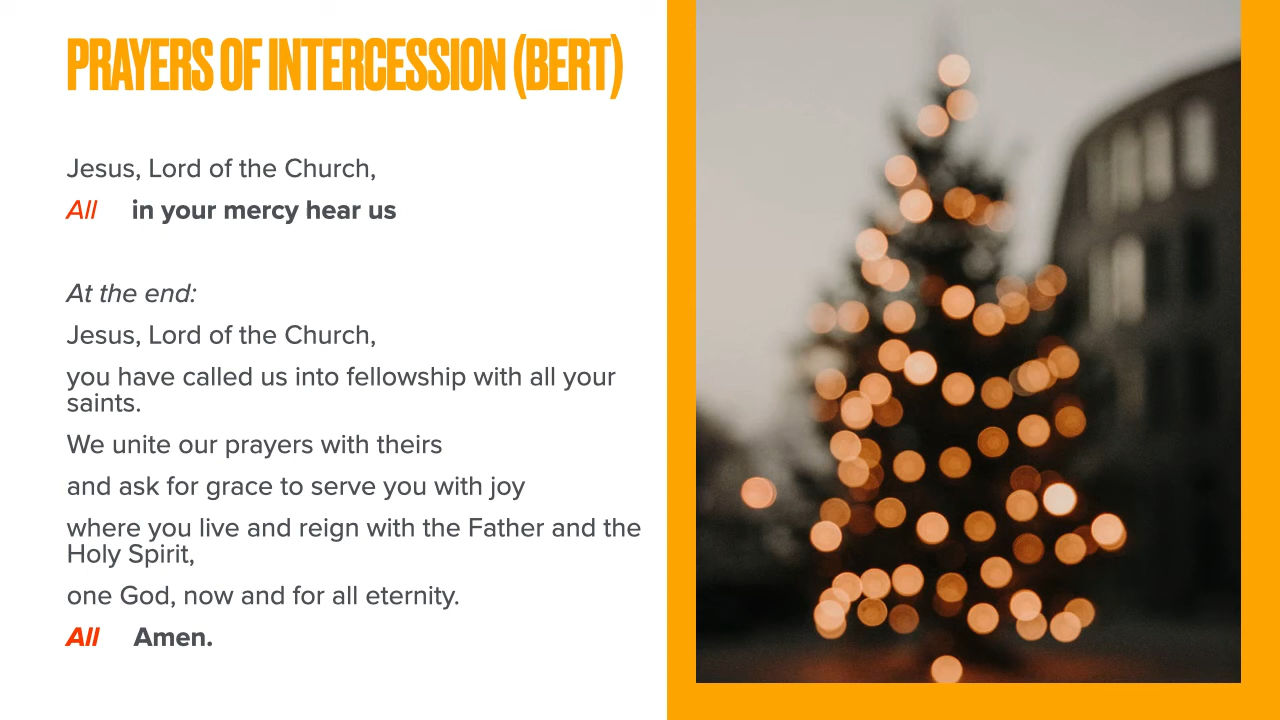 PRAYERS OF INTERCESSION (BERT)
Jesus, Lord of the Church,
All in your mercy hear us
At the end:
Jesus, Lord of the Church,
you have called us into fellowship with all your
saints.
We unite our prayers with theirs
and ask for grace to serve you with joy
where you live and reign with the Father and the
Holy Spirit,
one God, now and for all eternity.
All Amen.